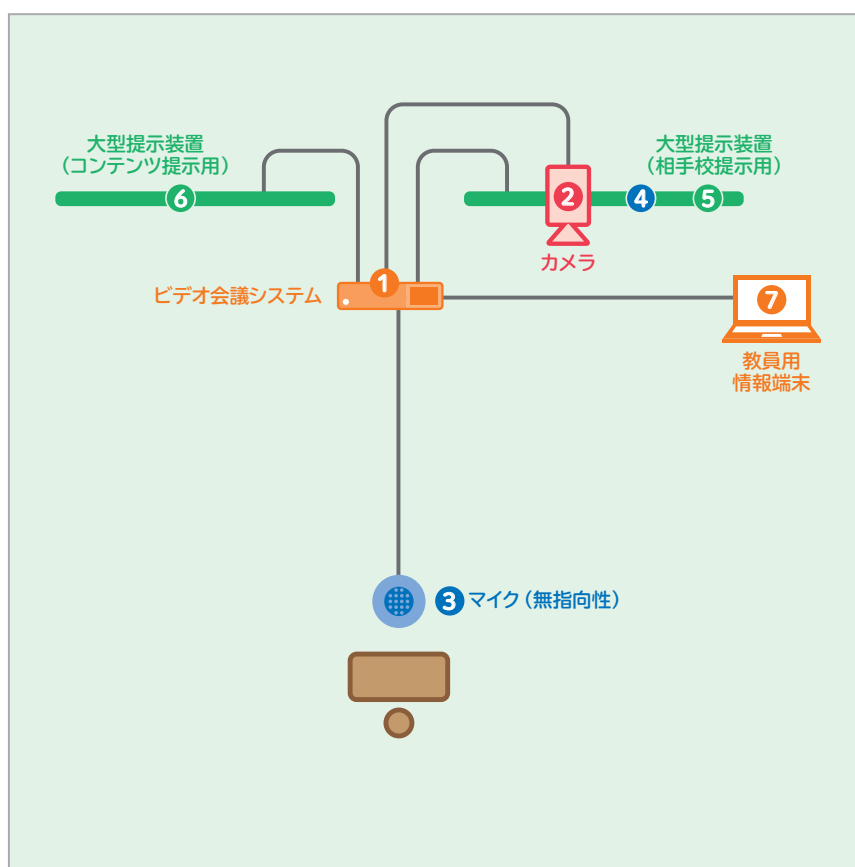 大型提示装置
（コンテンツ提示用）
6
大型提示装置
（相手校提示用）
2
4
5
カメラ
ビデオ会議システム
1
7
教員用
情報端末
3 マイク（無指向性）